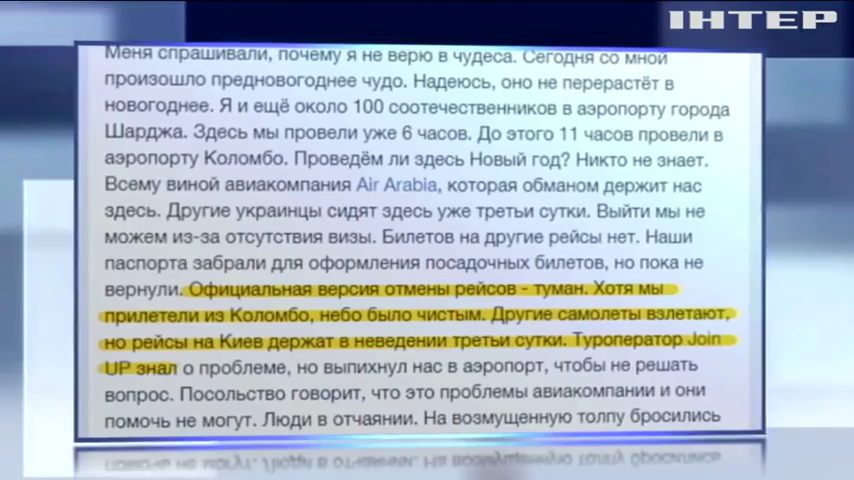 ІНТЕР
Меня спрашивали, почему я не верю в чудеса. Сегодня со мной
произошло предновогоднее чудо. Надеюсь, оно не перерастёт в
новогоднее. Я и ещё около 100 соотечественников в аэропорту города
Шарджа. Здесь мы провели уже 6 часов. До этого 11 часов провели в
аэропорту Коломбо. Проведём ли здесь Новый год? Никто не знает.
Всему виной авиакомпания Air Arabia, которая обманом держит нас
здесь. Другие украинцы сидят здесь уже третьи сутки. Выйти мы не
можем из-за отсутствия визы. Билетов на другие рейсы нет. Наши
паспорта забрали для оформления посадочных билетов, но пока не
вернули. Официальная версия отмены рейсов - туман. Хотя мы
прилетели из Коломбо, небо было чистым. Другие самолеты взлетают,
но рейсы на Киев держат в неведении третьи сутки. Туроператор Join
UP знал о проблеме, но выпихнул нас в аэропорт, чтобы не решать
вопрос. Посольство говорит, что это проблемы авиакомпании и они
помочь не могут. Люди в отчаянии. На возмущенную толпу бросились